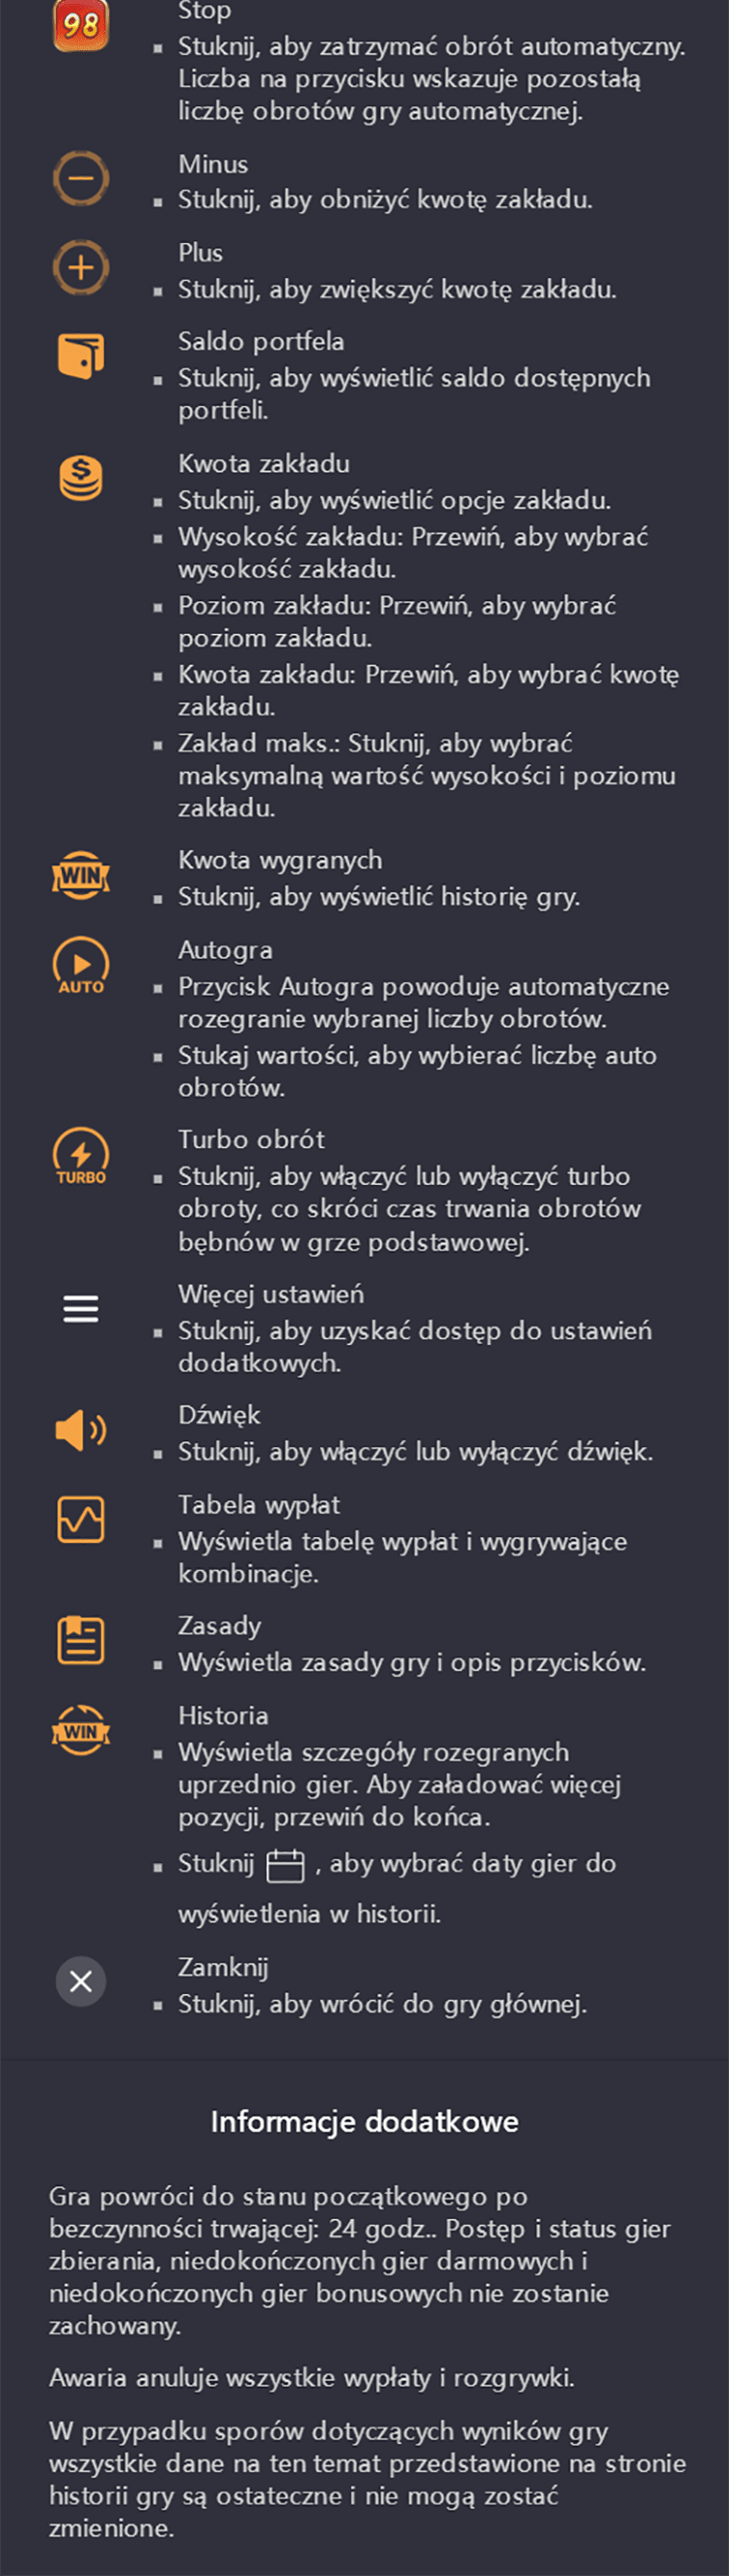 98
Stop
Stuknij, aby zatrzymać obrót automatyczny.
Liczba na przycisku wskazuje pozostałą
liczbę obrotów gry automatycznej.
Minus
Stuknij, aby obniżyć kwotę zakładu.
Plus
Stuknij, aby zwiększyć kwotę zakładu.
Saldo portfela
Stuknij, aby wyświetlić saldo dostępnych
portfeli.
$
Kwota zakładu
Stuknij, aby wyświetlić opcje zakładu.
Wysokość zakładu: Przewiń, aby wybrać
wysokość zakładu.
Poziom zakładu: Przewiń, aby wybrać
poziom zakładu.
Kwota zakładu: Przewiń, aby wybrać kwotę
zakładu.
Zakład maks.: Stuknij, aby wybrać
maksymalną wartość wysokości i poziomu
zakładu.
WIN
Kwota wygranych
Stuknij, aby wyświetlić historię gry.
AUTO
Autogra
Przycisk Autogra powoduje automatyczne
rozegranie wybranej liczby obrotów.
Stukaj wartości, aby wybierać liczbę auto
obrotów.
TURBO
Turbo obrót
Stuknij, aby włączyć lub wyłączyć turbo
obroty, co skróci czas trwania obrotów
bębnów w grze podstawowej.
Więcej ustawień
Stuknij, aby uzyskać dostęp do ustawień
dodatkowych.
Dźwięk
Stuknij, aby włączyć lub wyłączyć dźwięk.
Tabela wypłat
Wyświetla tabelę wypłat i wygrywające
kombinacje.
Zasady
Wyświetla zasady gry i opis przycisków.
WIN
Historia
Wyświetla szczegóły rozegranych
uprzednio gier. Aby załadować więcej
pozycji, przewiń do końca.
Stuknij , aby wybrać daty gier do
wyświetlenia w historii.
Zamknij
Stuknij, aby wrócić do gry głównej.
Informacje dodatkowe
Gra powróci do stanu początkowego po
bezczynności trwającej: 24 godz.. Postęp i status gier
zbierania, niedokończonych gier darmowych i
niedokończonych gier bonusowych nie zostanie
zachowany.
Awaria anuluje wszystkie wypłaty i rozgrywki.
W przypadku sporów dotyczących wyników gry
wszystkie dane na ten temat przedstawione na stronie
historii gry są ostateczne i nie mogą zostać
zmienione.